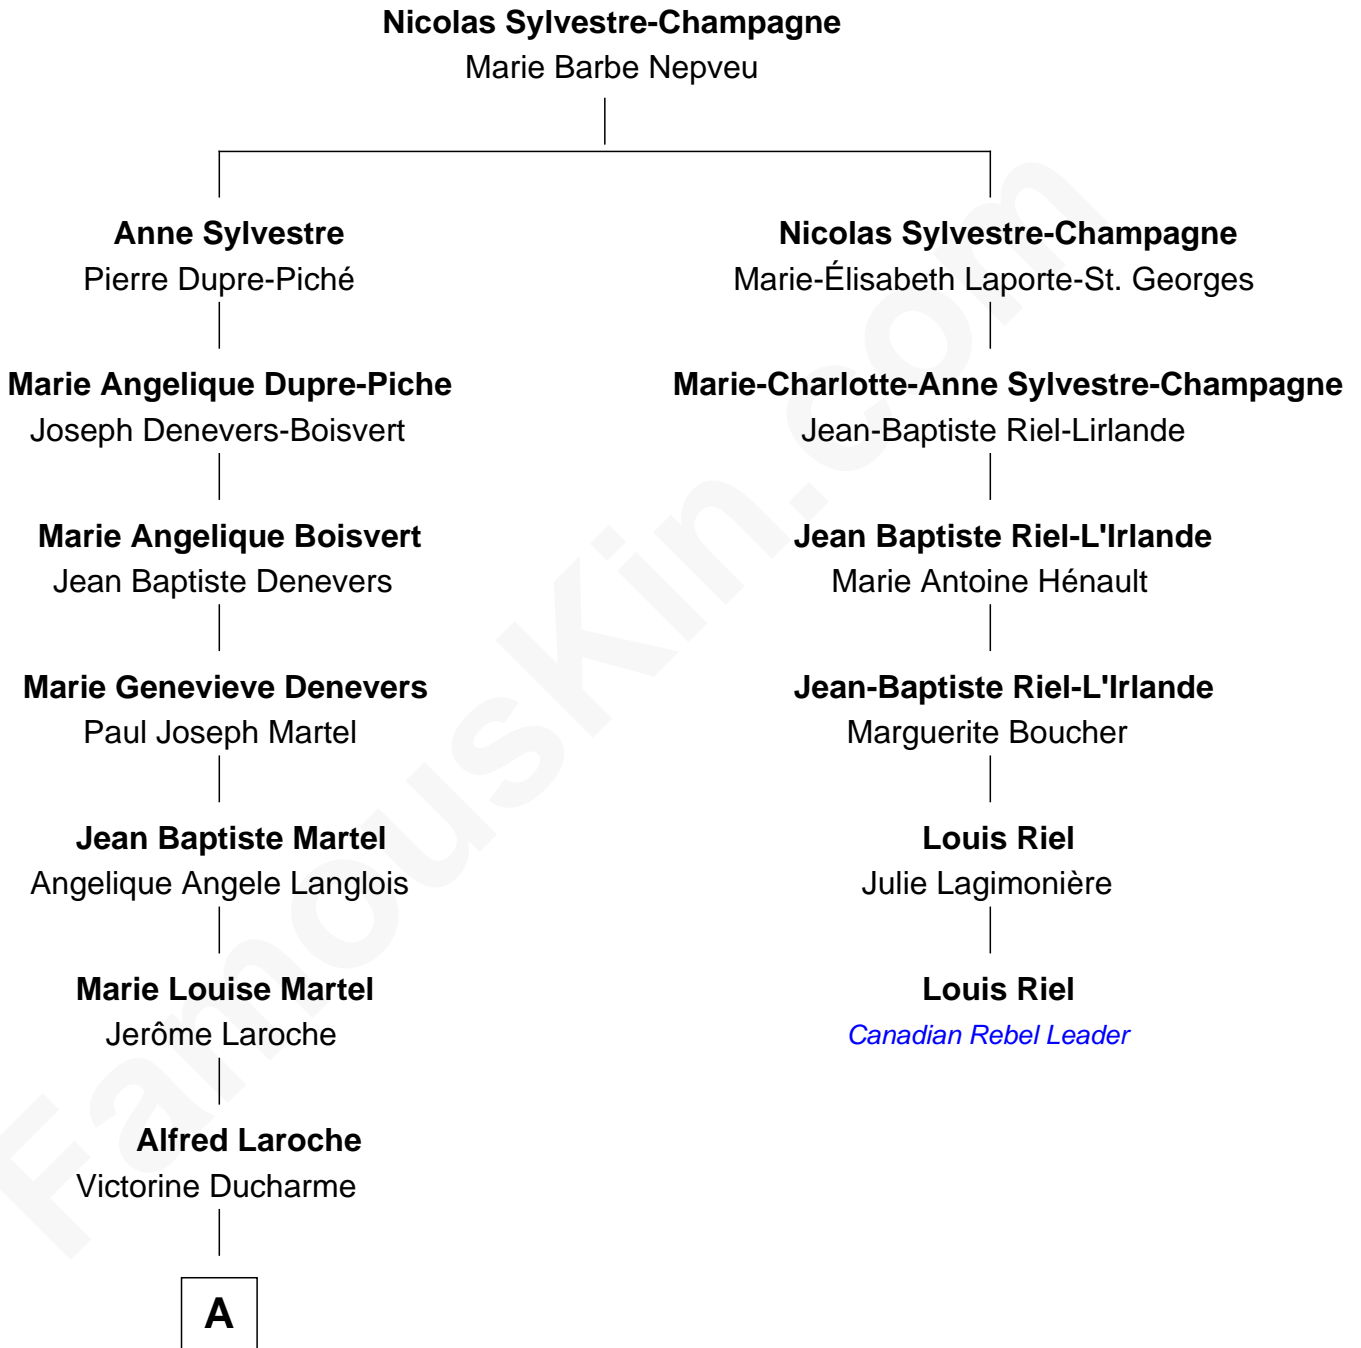 Nicolas Sylvestre-Champagne
Marie Barbe Nepveu
Anne Sylvestre
Pierre Dupre-Piché
Nicolas Sylvestre-Champagne
Marie-Élisabeth Laporte-St. Georges
Marie Angelique Dupre-Piche
Joseph Denevers-Boisvert
Marie-Charlotte-Anne Sylvestre-Champagne
Jean-Baptiste Riel-Lirlande
Marie Angelique Boisvert
Jean Baptiste Denevers
Jean Baptiste Riel-L'Irlande
Marie Antoine Hénault
Marie Genevieve Denevers
Paul Joseph Martel
Jean-Baptiste Riel-L'Irlande
Marguerite Boucher
Jean Baptiste Martel
Angelique Angele Langlois
Louis Riel
Julie Lagimonière
Marie Louise Martel
Jerôme Laroche
Louis Riel
Canadian Rebel Leader
Alfred Laroche
Victorine Ducharme
A
FamousKin.com